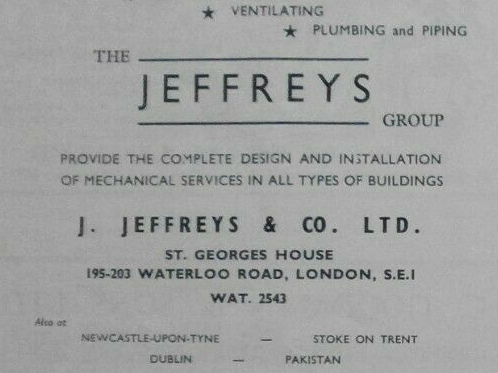 ★ VENTILATING
★ PLUMBING and PIPING
THE
JEFFREYS
GROUP
PROVIDE THE COMPLETE DESIGN AND INSTALLATION
OF MECHANICAL SERVICES IN ALL TYPES OF BUILDINGS
J. JEFFREYS & CO. LTD.
ST. GEORGES HOUSE
195-203 WATERLOO ROAD, LONDON, S.E.1
WAT. 2543
Also at
NEWCASTLE-UPON-TYNE — STOKE ON TRENT
DUBLIN — PAKISTAN